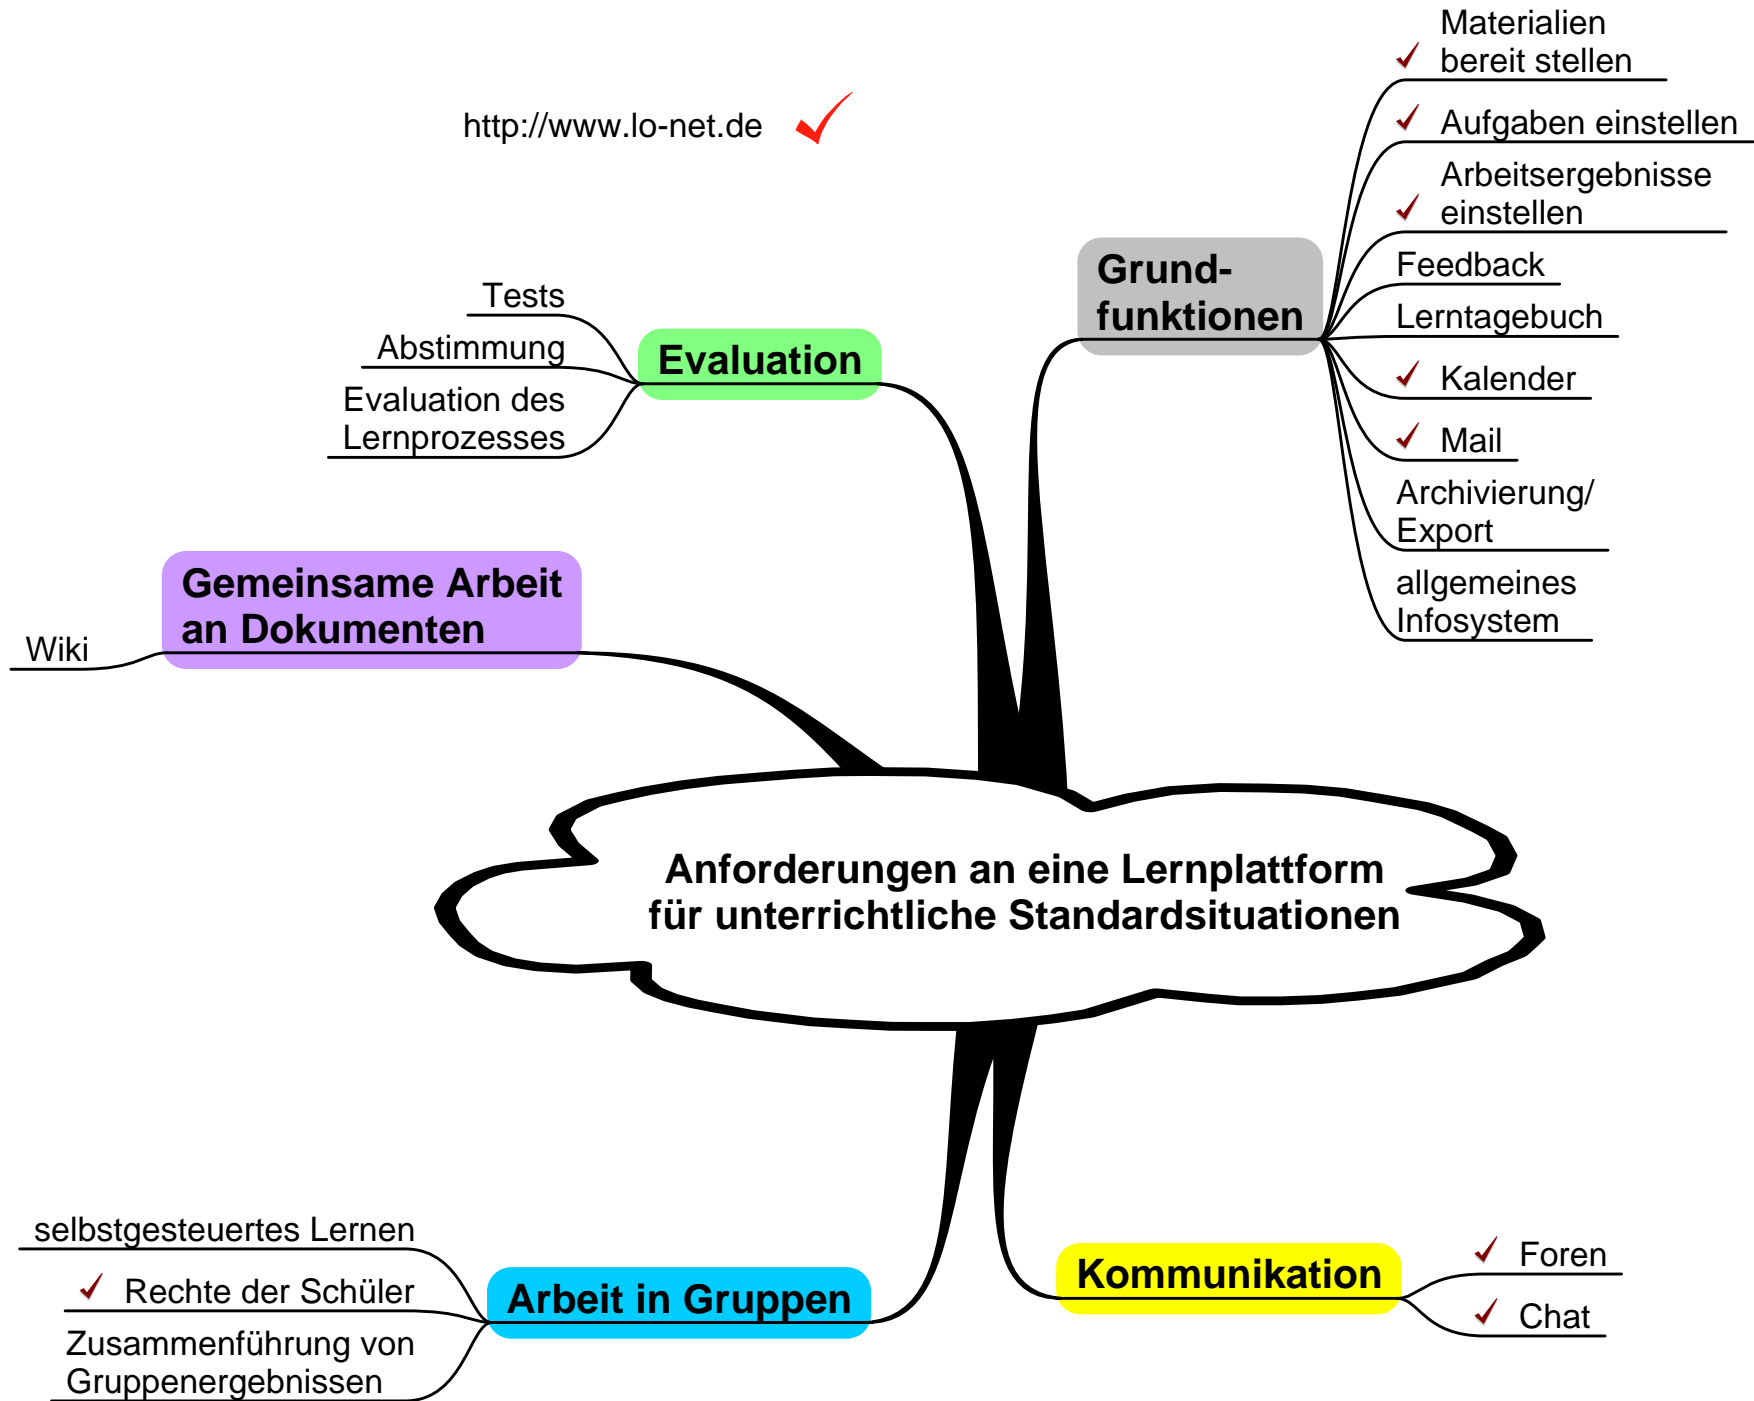 http://www.lo-net.de
Grund-
funktionen
Materialien
bereit stellen
Aufgaben einstellen
Arbeitsergebnisse
einstellen
Feedback
Lerntagebuch
Kalender
Mail
Archivierung/
Export
allgemeines
Infosystem
Evaluation
Tests
Abstimmung
Evaluation des
Lernprozesses
Gemeinsame Arbeit
an Dokumenten
Wiki
Anforderungen an eine Lernplattform
für unterrichtliche Standardsituationen
Arbeit in Gruppen
selbstgesteuertes Lernen
Rechte der Schüler
Zusammenführung von
Gruppenergebnissen
Kommunikation
Foren
Chat